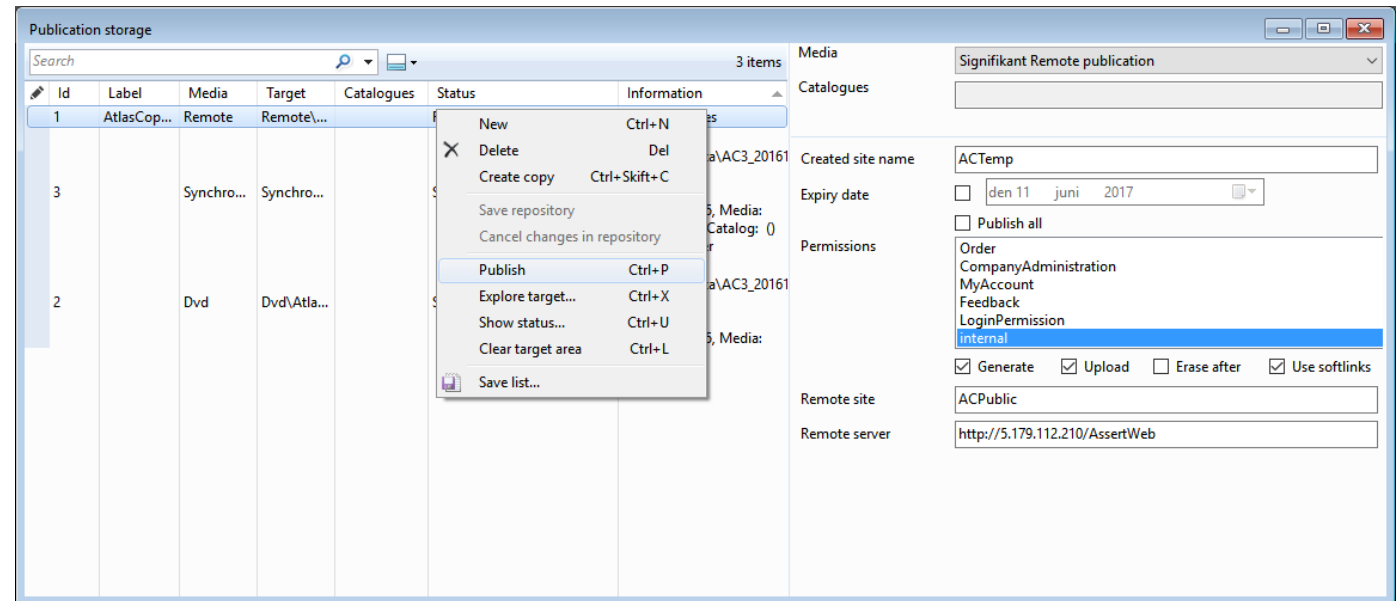 Publication storage
Search
3 items
Id Label Media Target Catalogues Status Information
1 AtlasCop... Remote Remote\...
a\AC3_20161
3 Synchro... Synchro...
5, Media:
Catalog: ()
a\AC3_20161
2 Dvd Dvd\Atla...
5, Media:
New Ctrl+N
Delete Del
Create copy Ctrl+Skift+C
Save repository
Cancel changes in repository
Publish Ctrl+P
Explore target... Ctrl+X
Show status... Ctrl+U
Clear target area Ctrl+L
Save list...
Media Signifikant Remote publication
Catalogues
Created site name ACTemp
Expiry date den 11 juni 2017
Publish all
Permissions
Order
CompanyAdministration
MyAccount
Feedback
LoginPermission
internal
Generate Upload Erase after Use softlinks
Remote site ACPublic
Remote server http://5.179.112.210/AssertWeb